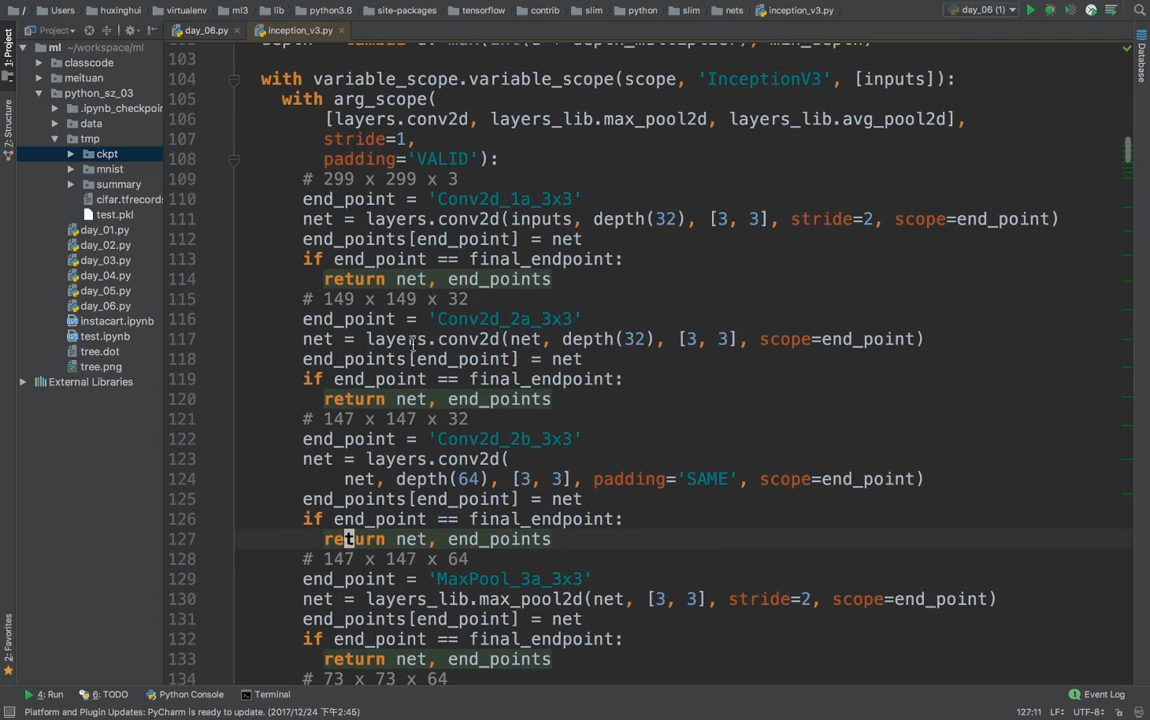 / Users huxinghui virtualenv ml3 lib python3.6 site-packages tensorflow contrib slim python slim nets inception_v3.py day_06 (1)
Project day_06.py inception_v3.py
1: Project
Z: Structure
2: Favorites
Database
ml ~/workspace/ml
classcode
meituan
python_sz_03
.ipynb_checkpoin
data
tmp
ckpt
mnist
summary
cifar.tfrecords
test.pkl
day_01.py
day_02.py
day_03.py
day_04.py
day_05.py
day_06.py
instacart.ipynb
test.ipynb
tree.dot
tree.png
External Libraries
103
104 with variable_scope.variable_scope(scope, 'InceptionV3', [inputs]):
105 with arg_scope(
106 [layers.conv2d, layers_lib.max_pool2d, layers_lib.avg_pool2d],
107 stride=1,
108 padding='VALID'):
109 # 299 x 299 x 3
110 end_point = 'Conv2d_1a_3x3'
111 net = layers.conv2d(inputs, depth(32), [3, 3], stride=2, scope=end_point)
112 end_points[end_point] = net
113 if end_point == final_endpoint:
114 return net, end_points
115 # 149 x 149 x 32
116 end_point = 'Conv2d_2a_3x3'
117 net = layers.conv2d(net, depth(32), [3, 3], scope=end_point)
118 end_points[end_point] = net
119 if end_point == final_endpoint:
120 return net, end_points
121 # 147 x 147 x 32
122 end_point = 'Conv2d_2b_3x3'
123 net = layers.conv2d(
124 net, depth(64), [3, 3], padding='SAME', scope=end_point)
125 end_points[end_point] = net
126 if end_point == final_endpoint:
127 return net, end_points
128 # 147 x 147 x 64
129 end_point = 'MaxPool_3a_3x3'
130 net = layers_lib.max_pool2d(net, [3, 3], stride=2, scope=end_point)
131 end_points[end_point] = net
132 if end_point == final_endpoint:
133 return net, end_points
134 # 73 x 73 x 64
4: Run 6: TODO Python Console Terminal Event Log
Platform and Plugin Updates: PyCharm is ready to update. (2017/12/24 下午2:45) 127:11 LF÷ UTF-8÷